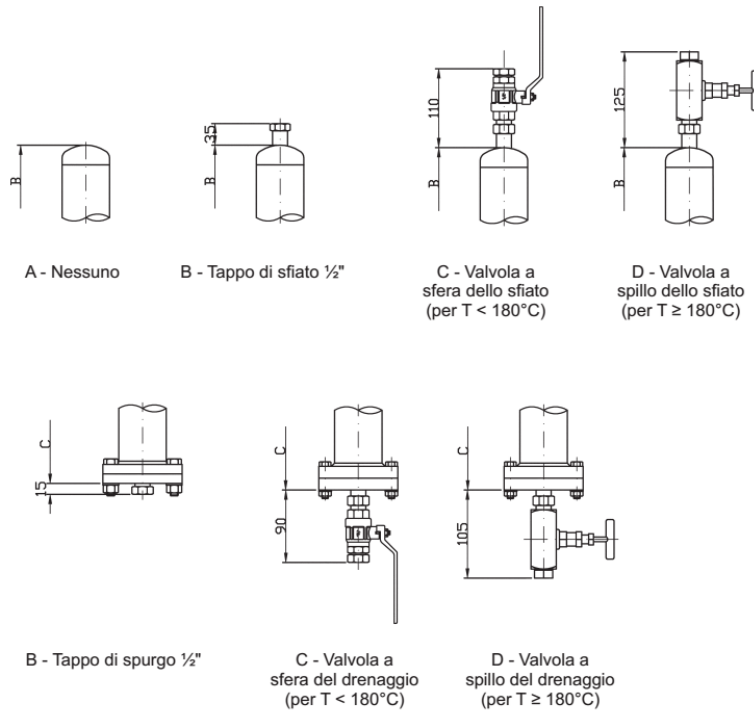 B
35
B
110
B
125
B
A - Nessuno
B - Tappo di sfiato ½"
C - Valvola a
sfera dello sfiato
(per T < 180°C)
D - Valvola a
spillo dello sfiato
(per T ≥ 180°C)
C
15
C
90
C
105
B - Tappo di spurgo ½"
C - Valvola a
sfera del drenaggio
(per T < 180°C)
D - Valvola a
spillo del drenaggio
(per T ≥ 180°C)